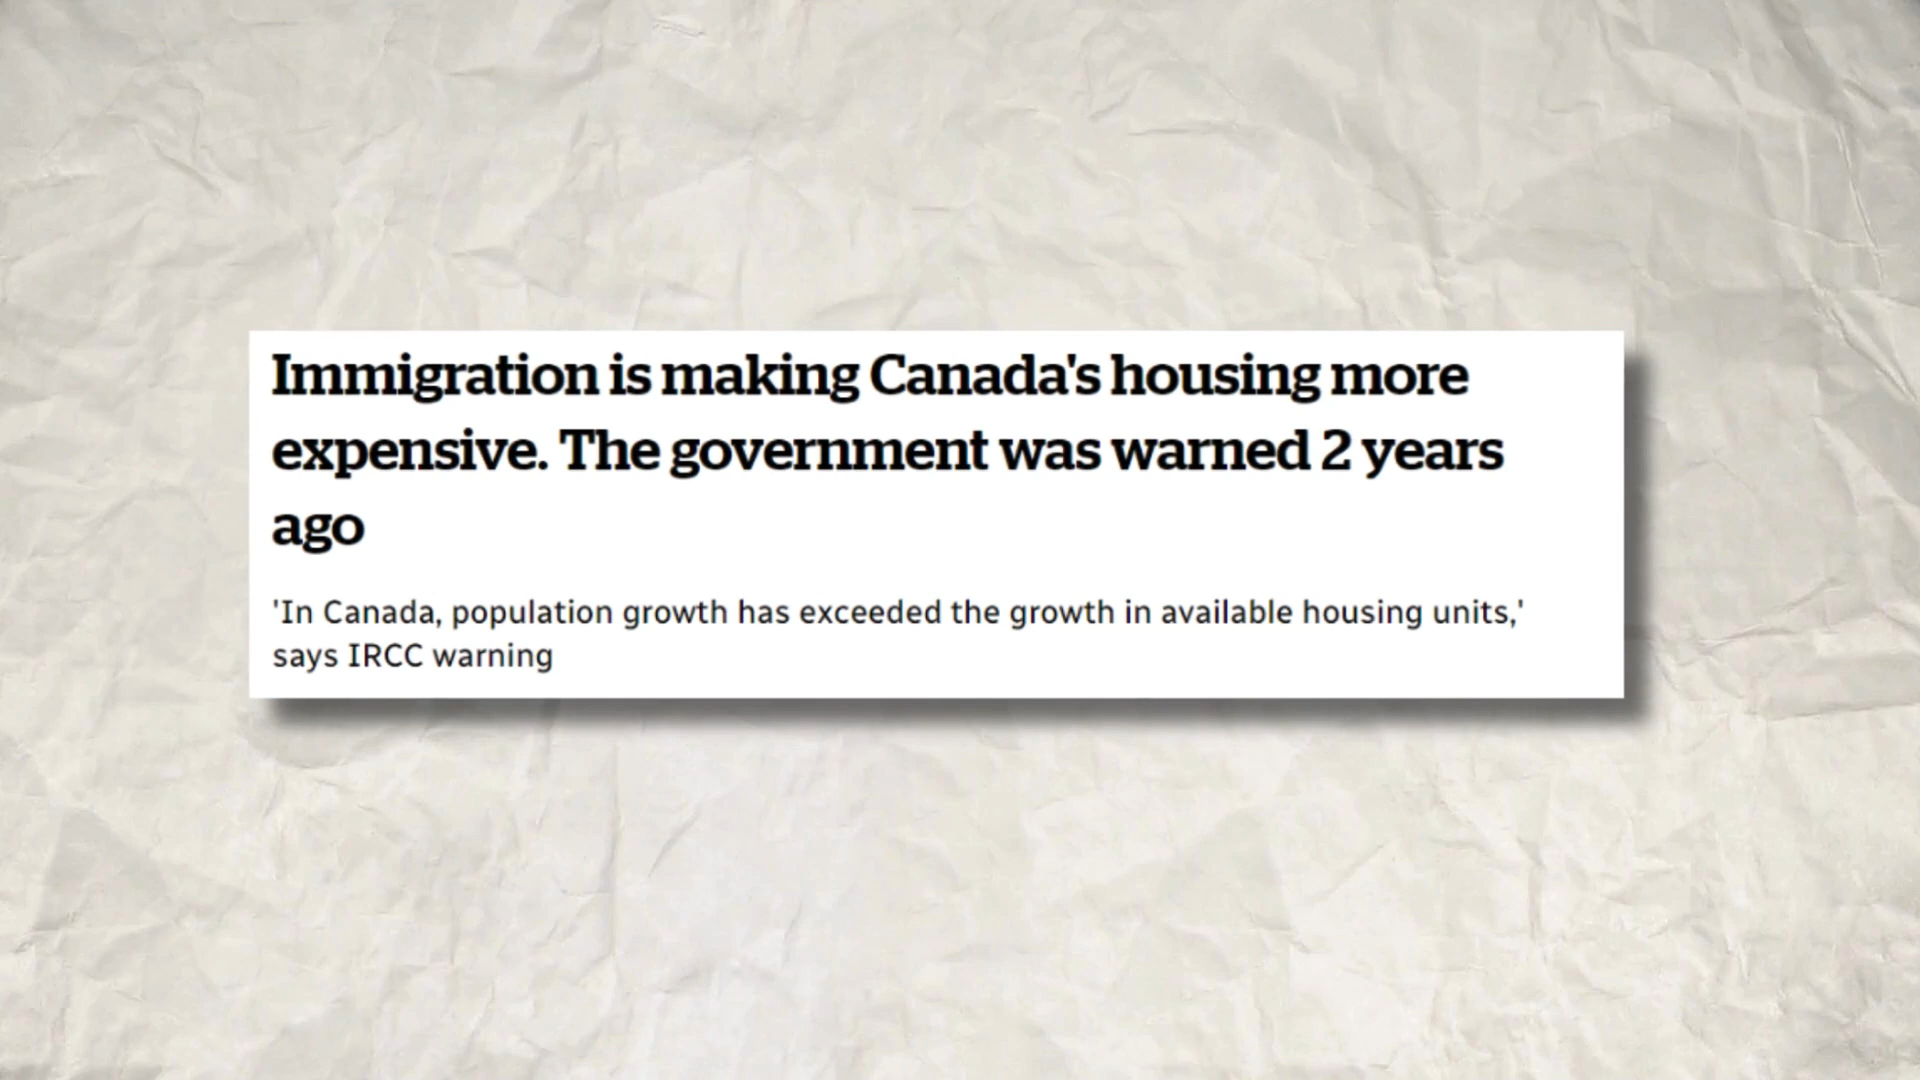 Immigration is making Canada's housing more
expensive. The government was warned 2 years
ago
'In Canada, population growth has exceeded the growth in available housing units,'
says IRCC warning